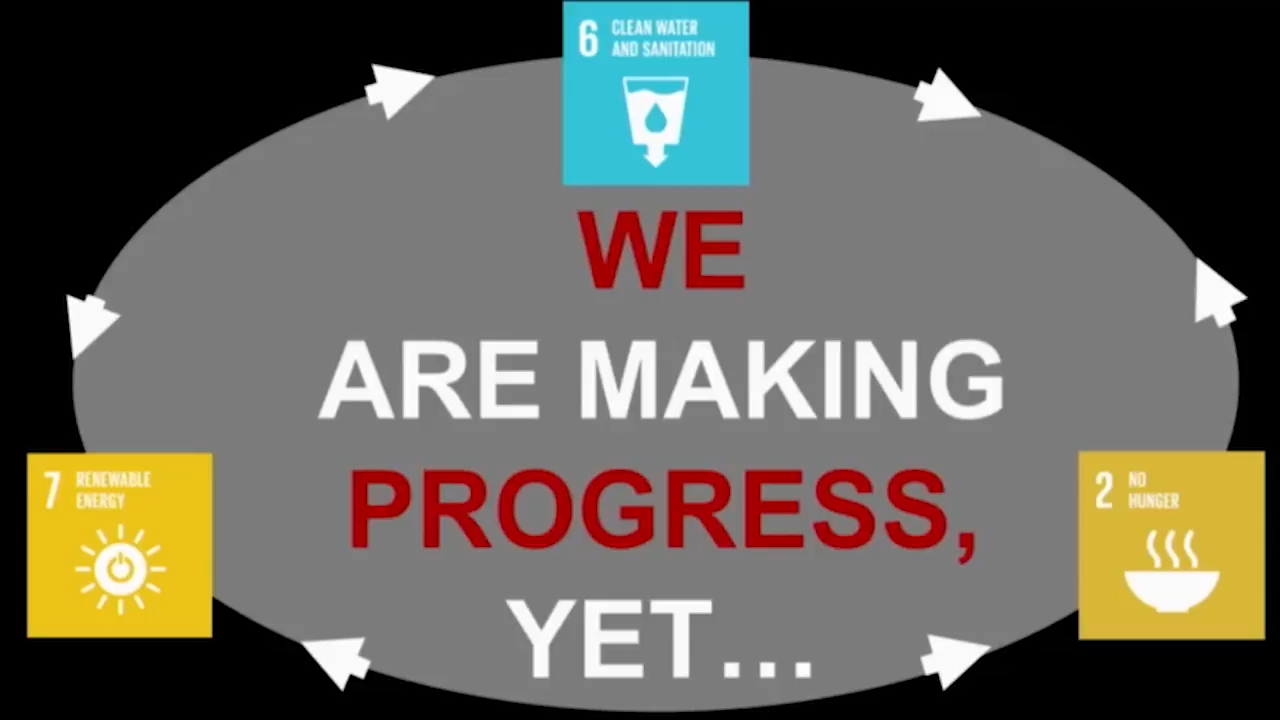 6 CLEAN WATER
AND SANITATION
WE
ARE MAKING
PROGRESS,
YET...
7 RENEWABLE
ENERGY
2 NO
HUNGER